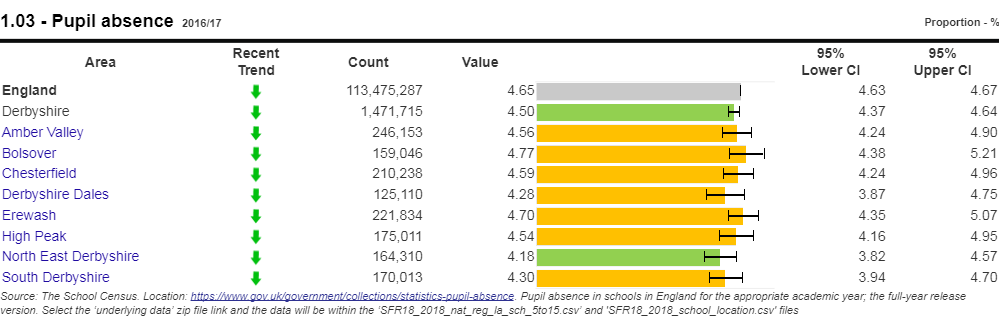 1.03 - Pupil absence 2016/17 Proportion - %
Area Recent Trend Count Value 95% Lower CI 95% Upper CI
England 113,475,287 4.65 4.63 4.67
Derbyshire 1,471,715 4.50 4.37 4.64
Amber Valley 246,153 4.56 4.24 4.90
Bolsover 159,046 4.77 4.38 5.21
Chesterfield 210,238 4.59 4.24 4.96
Derbyshire Dales 125,110 4.28 3.87 4.75
Erewash 221,834 4.70 4.35 5.07
High Peak 175,011 4.54 4.16 4.95
North East Derbyshire 164,310 4.18 3.82 4.57
South Derbyshire 170,013 4.30 3.94 4.70
Source: The School Census. Location: https://www.gov.uk/government/collections/statistics-pupil-absence. Pupil absence in schools in England for the appropriate academic year; the full-year release
version. Select the 'underlying data' zip file link and the data will be within the 'SFR18_2018_nat_reg_la_sch_5to15.csv' and 'SFR18_2018_school_location.csv' files